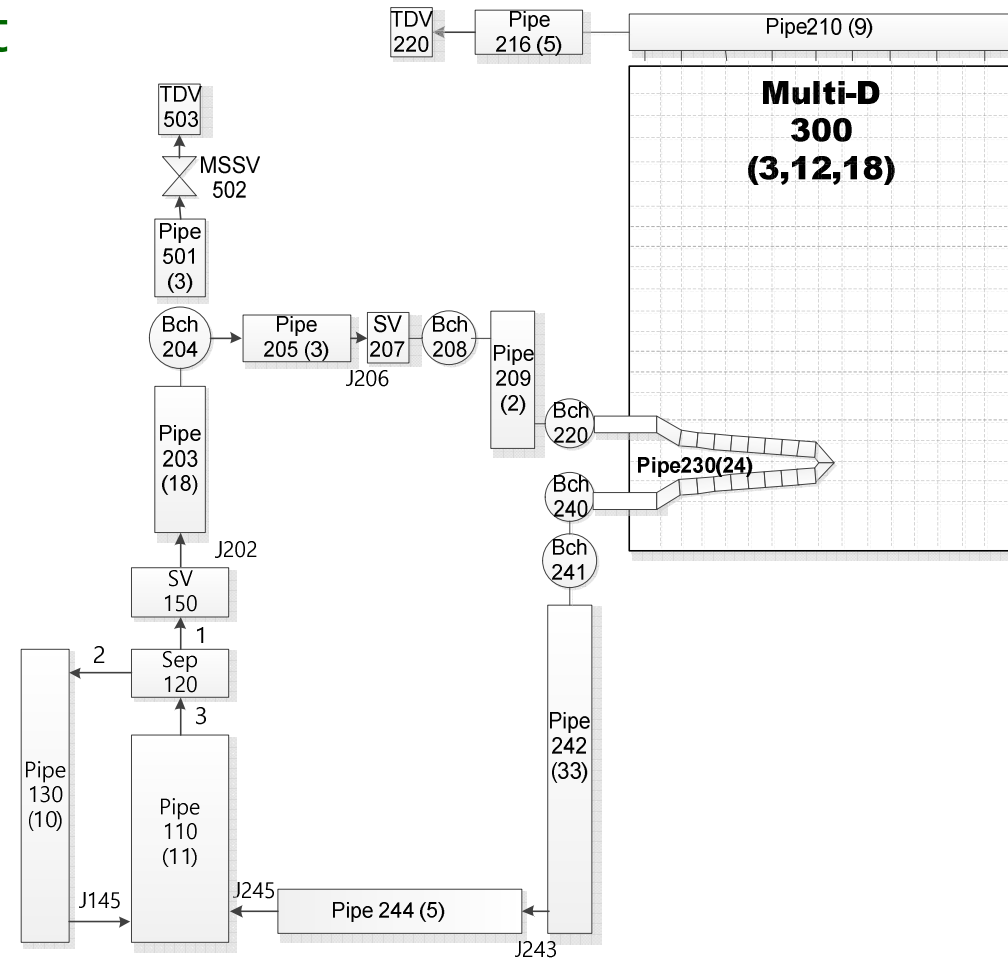 t
TDV
220
Pipe
216 (5)
Pipe210 (9)
Multi-D
300
(3,12,18)
TDV
503
MSSV
502
Pipe
501
(3)
Bch
204
Pipe
205 (3)
J206
SV
207
Bch
208
Pipe
209
(2)
Bch
220
Pipe230(24)
Bch
240
Bch
241
Pipe
203
(18)
J202
SV
150
1
2
Sep
120
3
Pipe
242
(33)
Pipe
130
(10)
Pipe
110
(11)
J145
J245
Pipe 244 (5)
J243